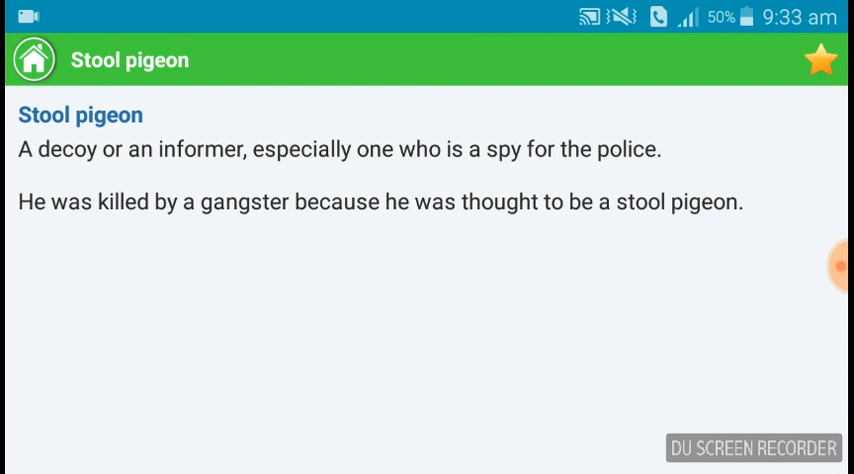 50% 9:33 am
Stool pigeon
Stool pigeon
A decoy or an informer, especially one who is a spy for the police.
He was killed by a gangster because he was thought to be a stool pigeon.
DU SCREEN RECORDER